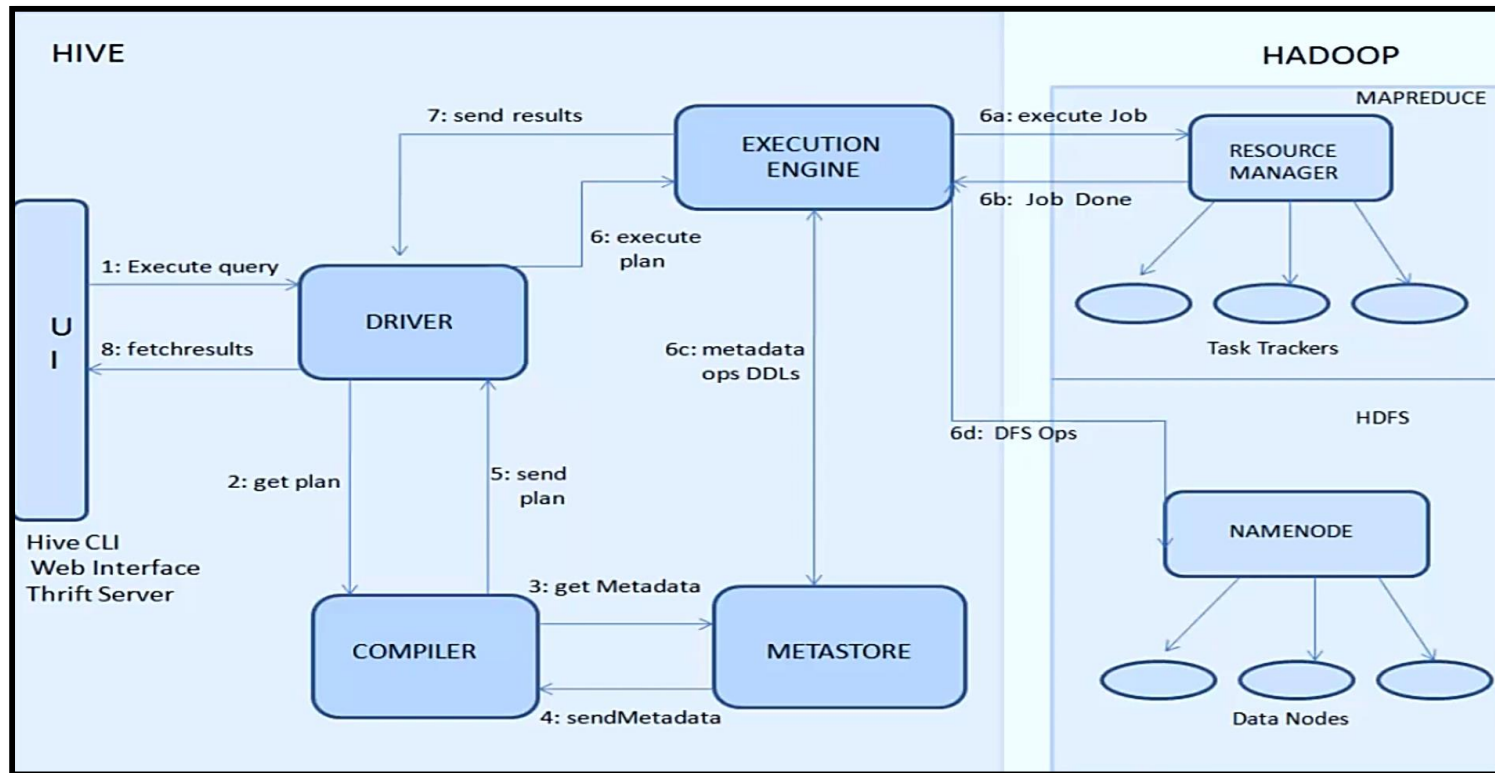 HIVE
HADOOP
MAPREDUCE
7: send results
EXECUTION
ENGINE
6a: execute Job
RESOURCE
MANAGER
6b: Job Done
6: execute
plan
1: Execute query
DRIVER
U
I
8: fetchresults
6c: metadata
ops DDLs
Task Trackers
HDFS
6d: DFS Ops
2: get plan
5: send
plan
NAMENODE
Hive CLI
Web Interface
Thrift Server
3: get Metadata
COMPILER
METASTORE
4: sendMetadata
Data Nodes